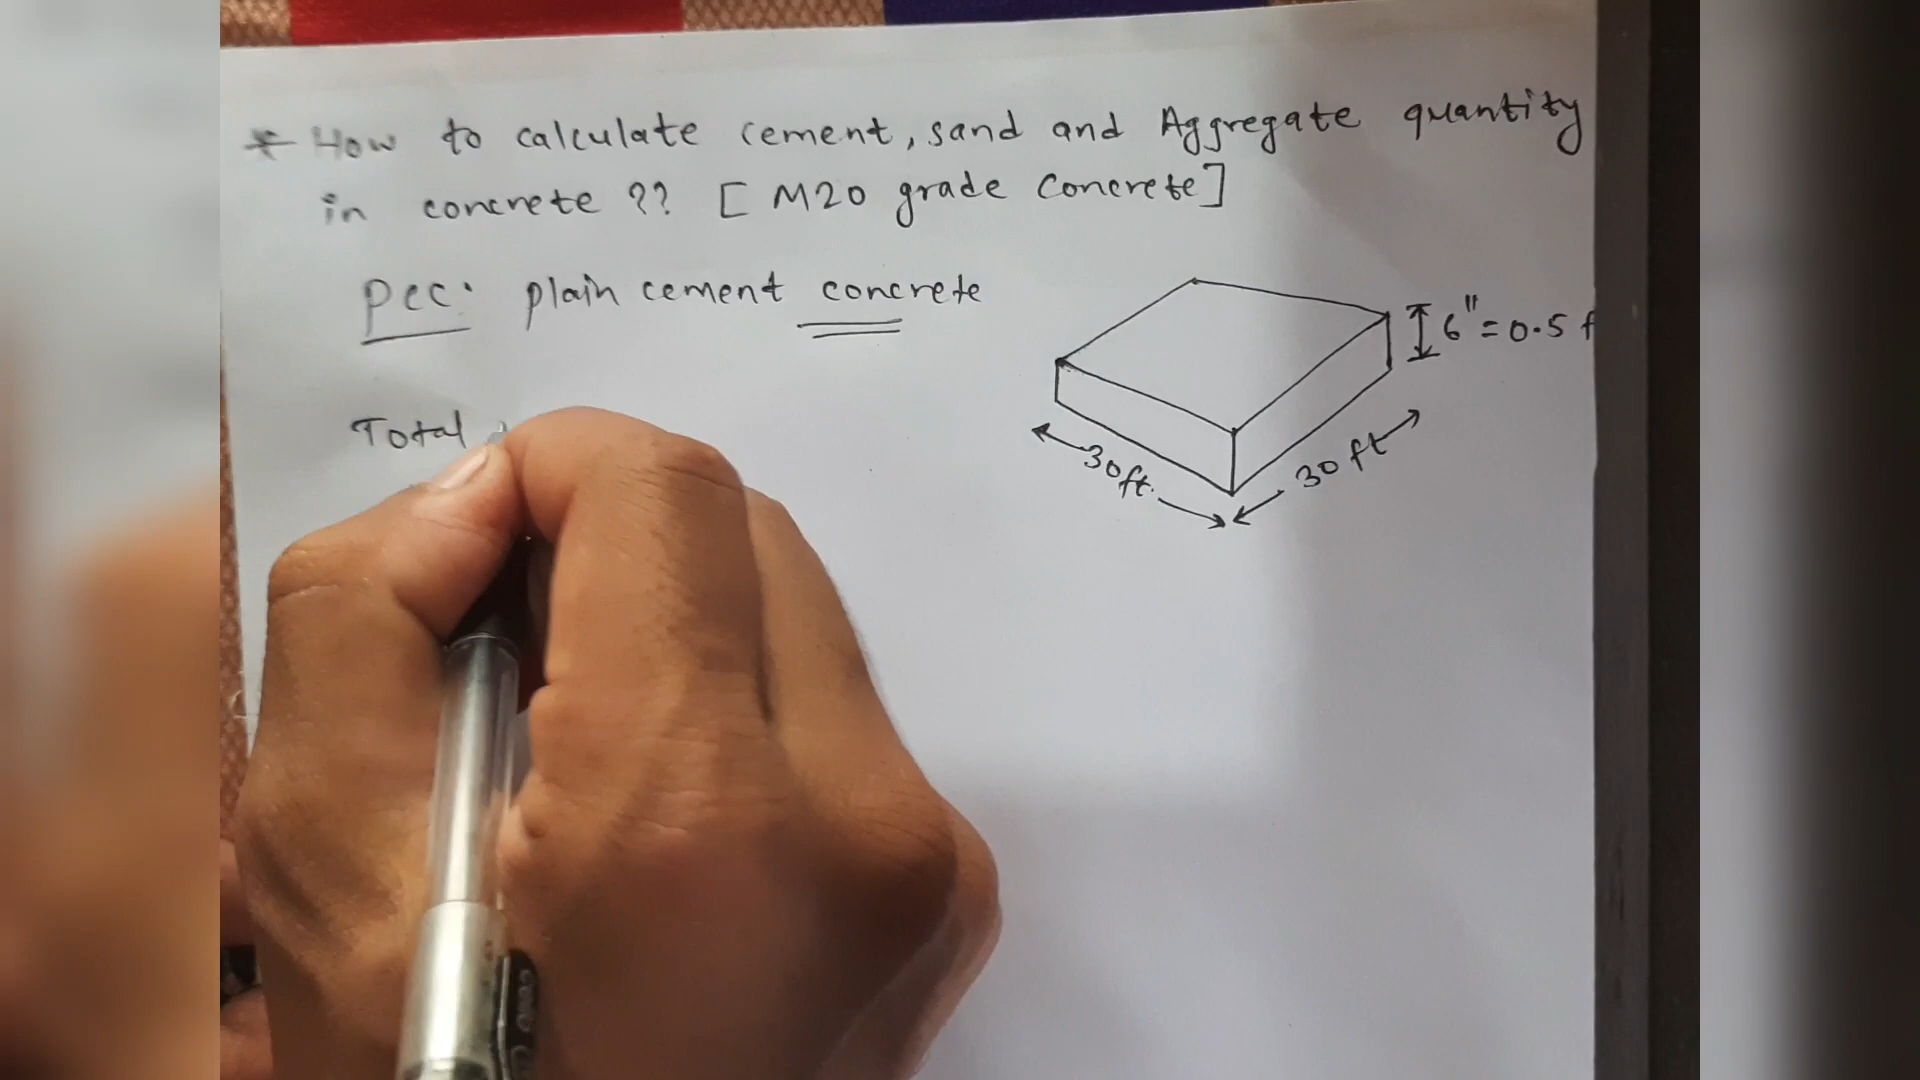 * How to calculate cement, sand and Aggregate quantity
in concrete ?? [ M20 grade concrete]
PCC. plain cement concrete
6" = 0.5 f
Total
30ft.
30 ft